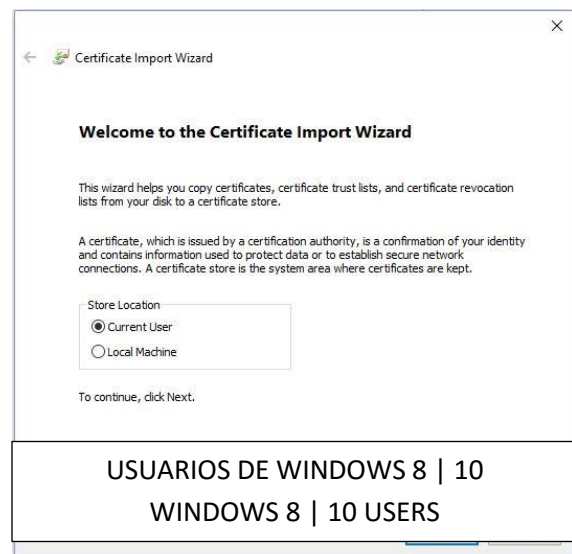 Certificate Import Wizard
Welcome to the Certificate Import Wizard
This wizard helps you copy certificates, certificate trust lists, and certificate revocation
lists from your disk to a certificate store.
A certificate, which is issued by a certification authority, is a confirmation of your identity
and contains information used to protect data or to establish secure network
connections. A certificate store is the system area where certificates are kept.
Store Location
Current User
Local Machine
To continue, click Next.
USUARIOS DE WINDOWS 8 | 10
WINDOWS 8 | 10 USERS